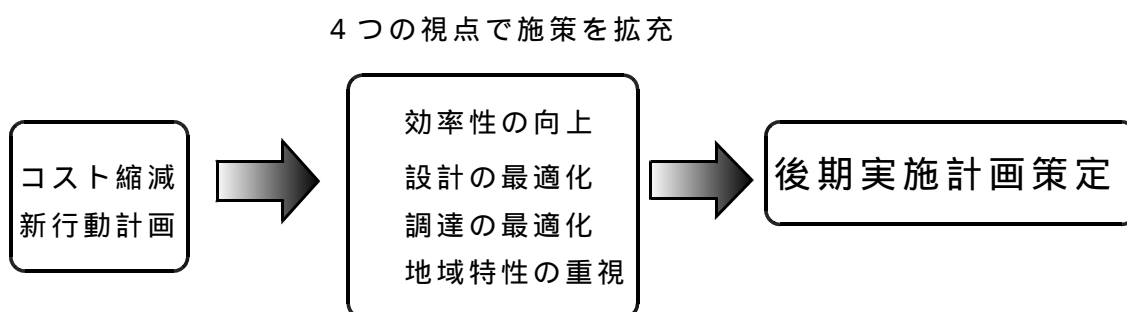 ４つの視点で施策を拡充
コスト縮減
新行動計画
効率性の向上
設計の最適化
調達の最適化
地域特性の重視
後期実施計画策定